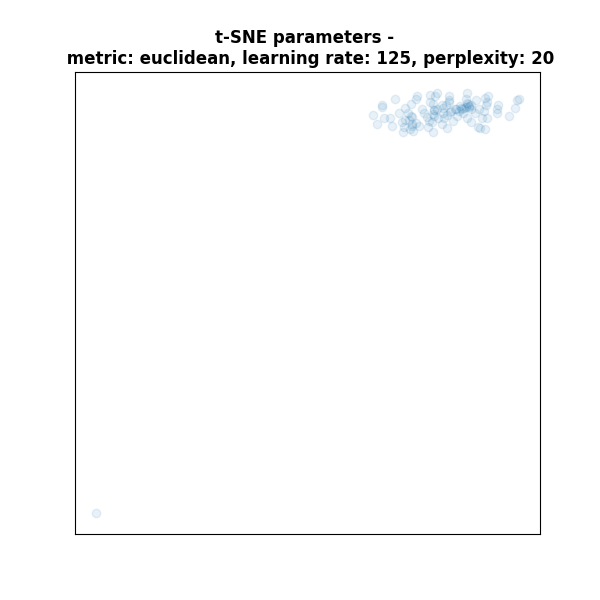 t-SNE parameters -
metric: euclidean, learning rate: 125, perplexity: 20